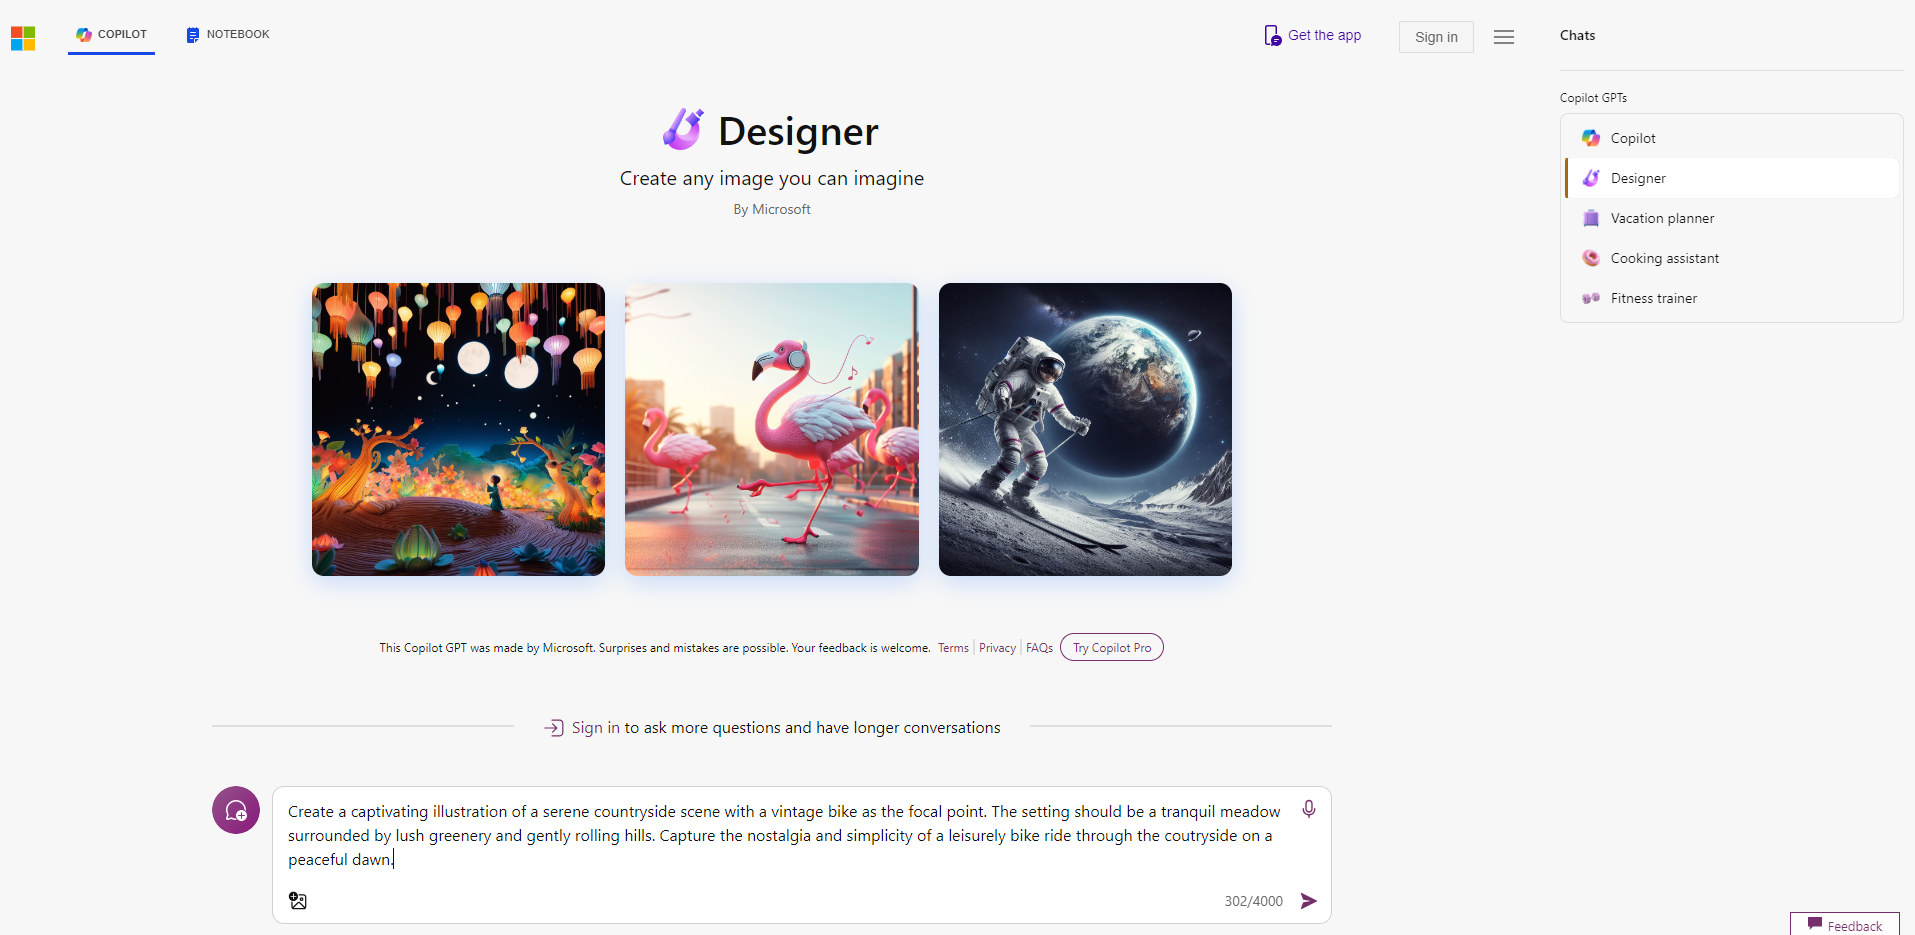 COPILOT
NOTEBOOK
Get the app
Sign in
Chats
Designer
Create any image you can imagine
By Microsoft
Copilot GPTs
Copilot
Designer
Vacation planner
Cooking assistant
Fitness trainer
This Copilot GPT was made by Microsoft. Surprises and mistakes are possible. Your feedback is welcome. Terms Privacy FAQs Try Copilot Pro
Sign in to ask more questions and have longer conversations
Create a captivating illustration of a serene countryside scene with a vintage bike as the focal point. The setting should be a tranquil meadow
surrounded by lush greenery and gently rolling hills. Capture the nostalgia and simplicity of a leisurely bike ride through the coutryside on a
peaceful dawn.
302/4000
Feedback